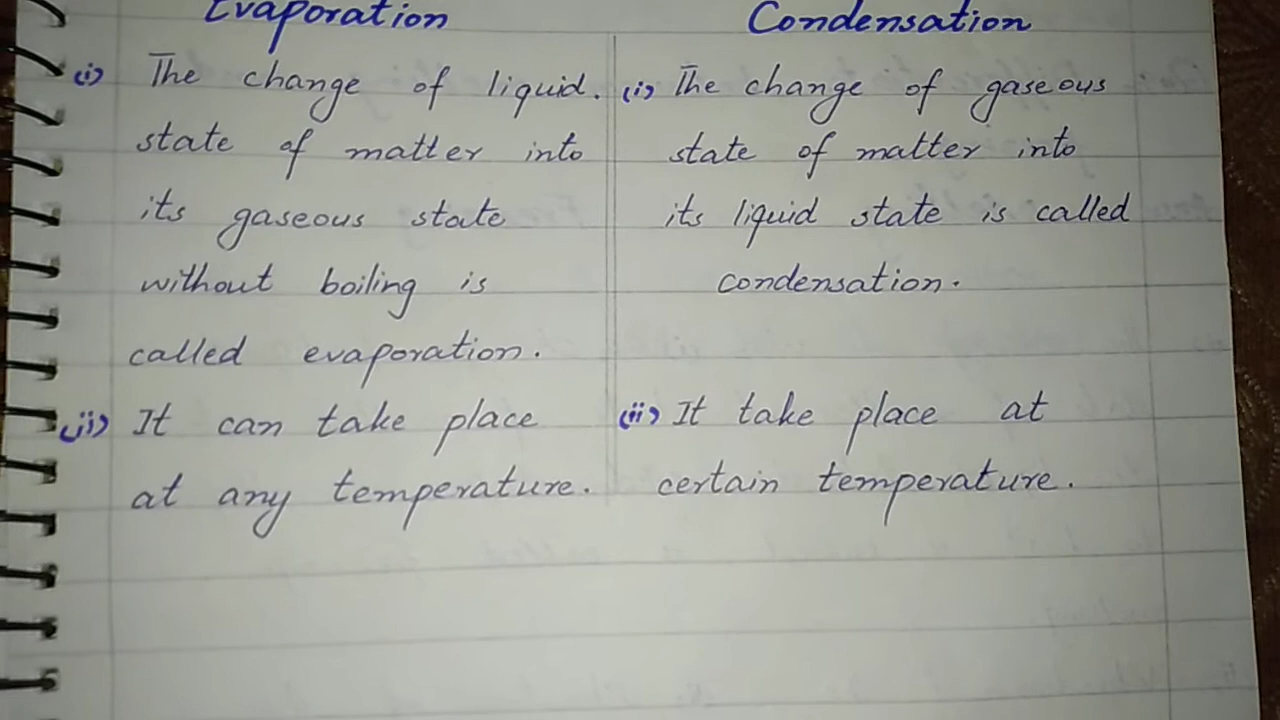 Evaporation
(i) The change of liquid.
state of matter into
its gaseous state
without boiling is
called evaporation.
(ii) It can take place
at any temperature.
Condensation
(i) The change of gaseous
state of matter into
its liquid state is called
condensation.
(ii) It take place at
certain temperature.